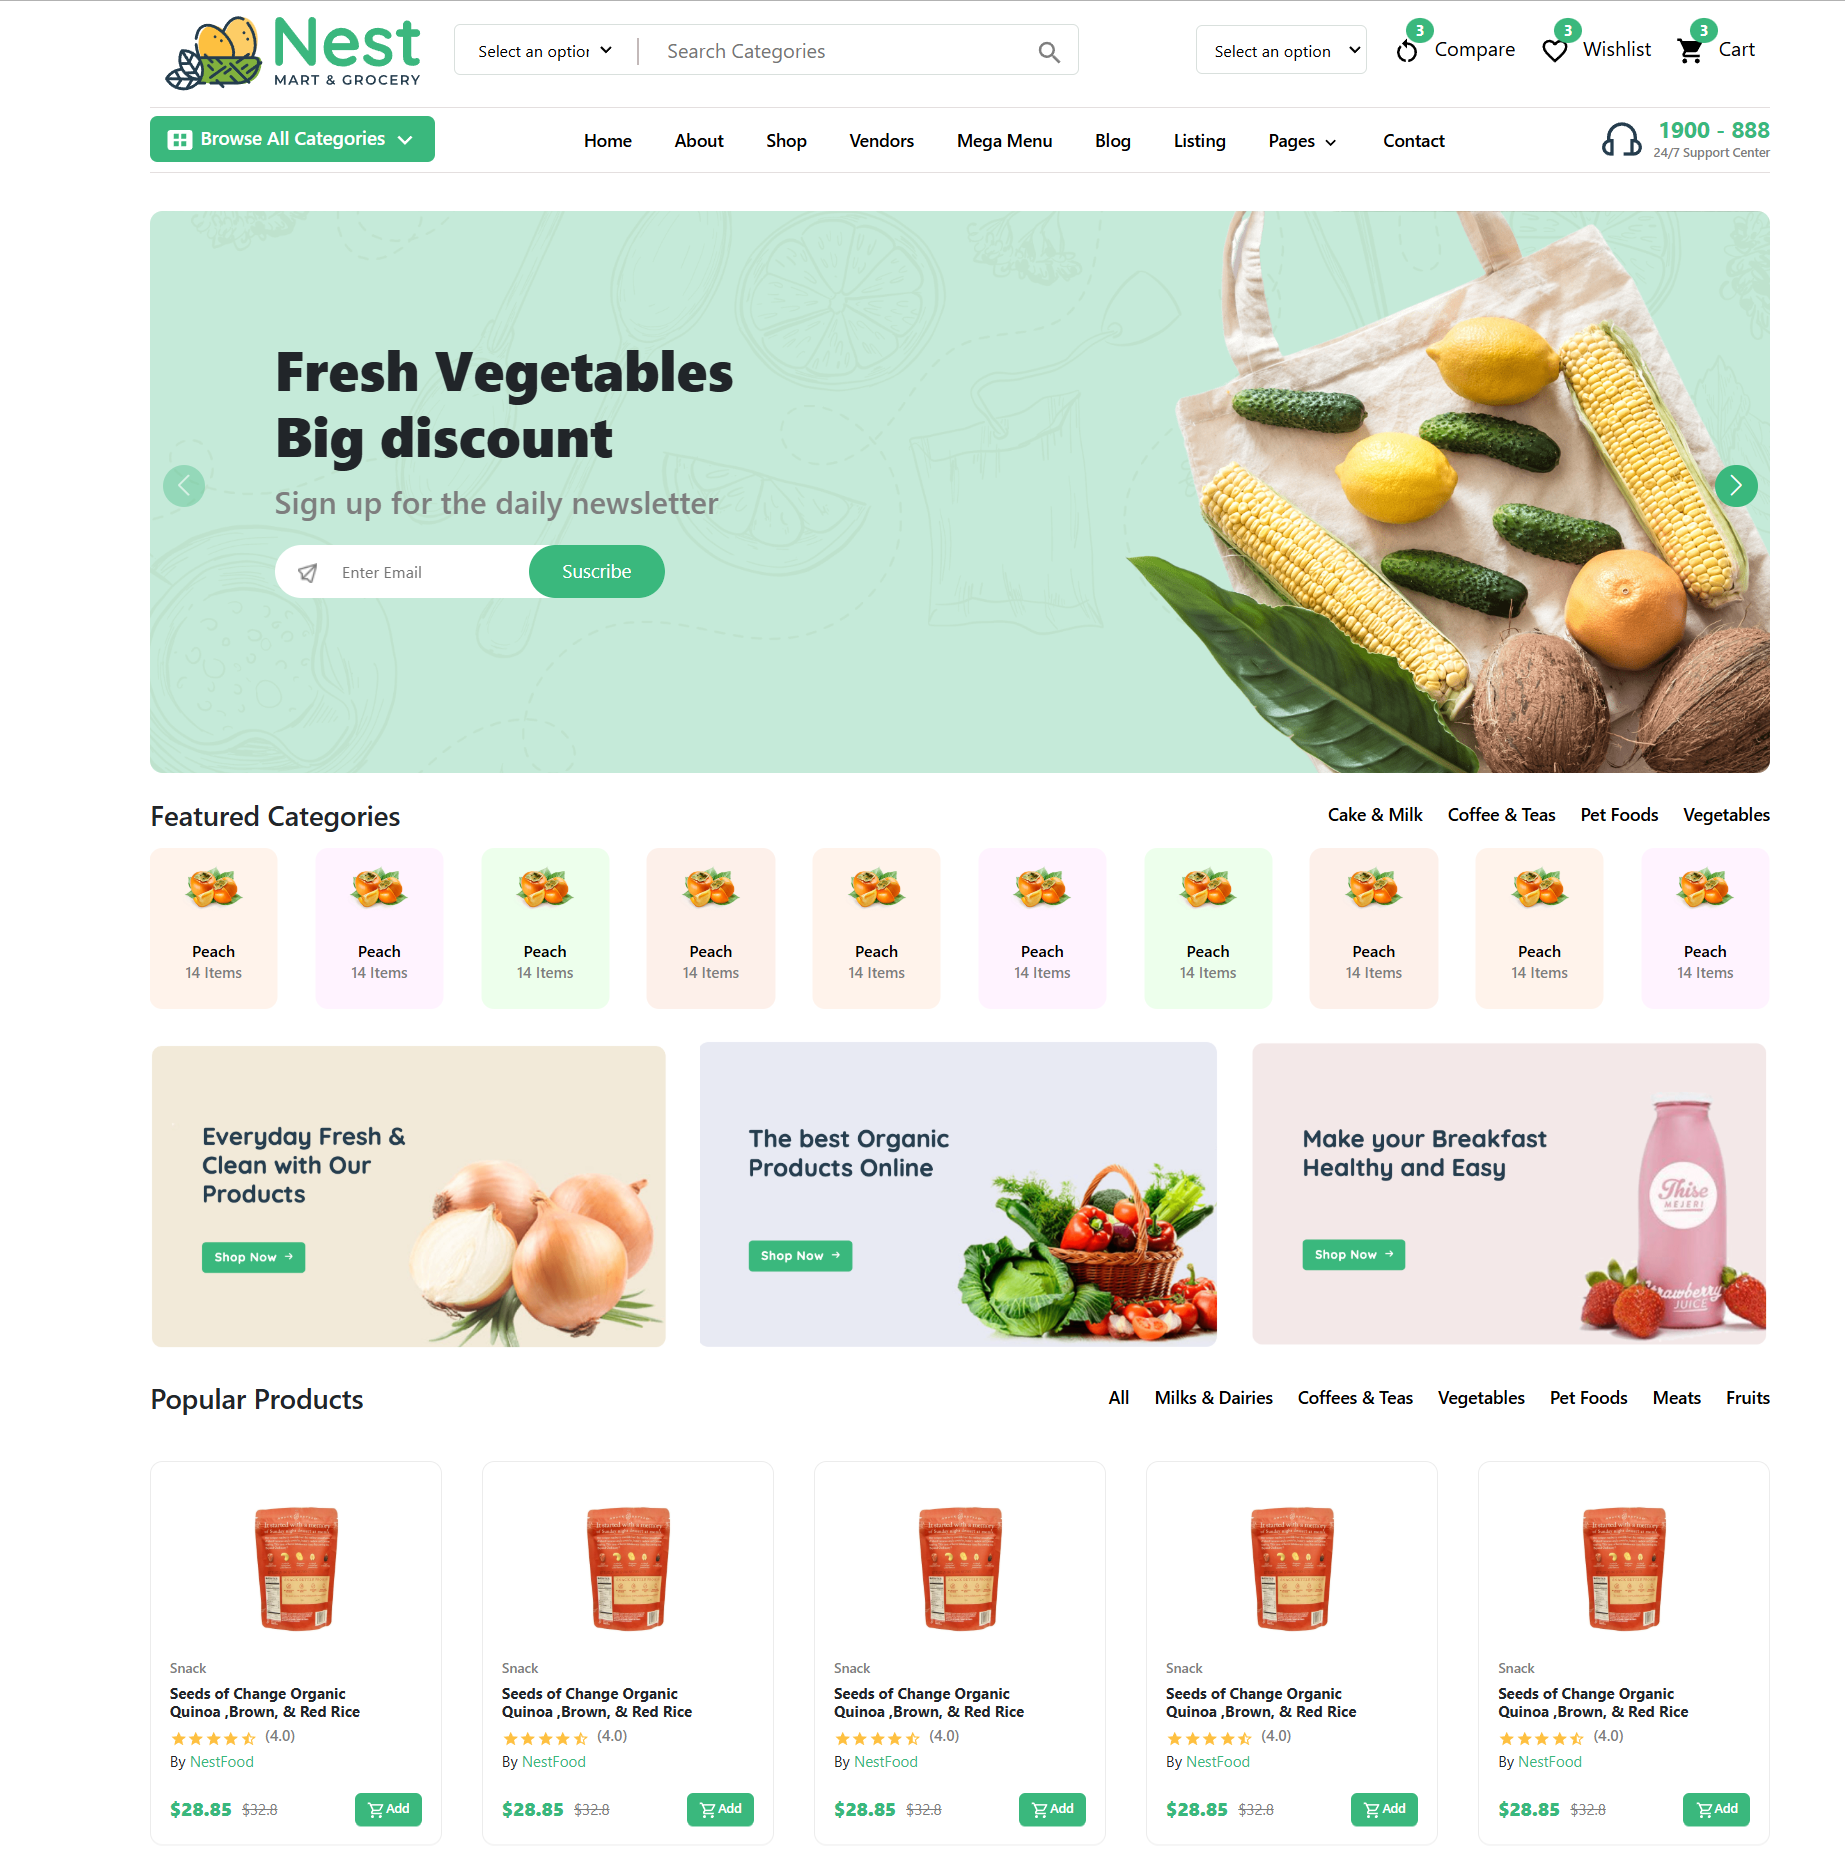 Nest
MART & GROCERY
Select an option
Search Categories
Select an option
3
Compare
3
Wishlist
3
Cart
Browse All Categories
Home
About
Shop
Vendors
Mega Menu
Blog
Listing
Pages
Contact
1900 - 888
24/7 Support Center
Fresh Vegetables
Big discount
Sign up for the daily newsletter
Enter Email
Suscribe
Featured Categories
Cake & Milk
Coffee & Teas
Pet Foods
Vegetables
Peach
14 Items
Peach
14 Items
Peach
14 Items
Peach
14 Items
Peach
14 Items
Peach
14 Items
Peach
14 Items
Peach
14 Items
Peach
14 Items
Peach
14 Items
Everyday Fresh &
Clean with Our
Products
Shop Now
The best Organic
Products Online
Shop Now
Make your Breakfast
Healthy and Easy
Shop Now
Thise
MEJERI
Strawberry
JUICE
Popular Products
All
Milks & Dairies
Coffees & Teas
Vegetables
Pet Foods
Meats
Fruits
Snack
Seeds of Change Organic
Quinoa ,Brown, & Red Rice
(4.0)
By NestFood
$28.85 $32.8
Add
Snack
Seeds of Change Organic
Quinoa ,Brown, & Red Rice
(4.0)
By NestFood
$28.85 $32.8
Add
Snack
Seeds of Change Organic
Quinoa ,Brown, & Red Rice
(4.0)
By NestFood
$28.85 $32.8
Add
Snack
Seeds of Change Organic
Quinoa ,Brown, & Red Rice
(4.0)
By NestFood
$28.85 $32.8
Add
Snack
Seeds of Change Organic
Quinoa ,Brown, & Red Rice
(4.0)
By NestFood
$28.85 $32.8
Add